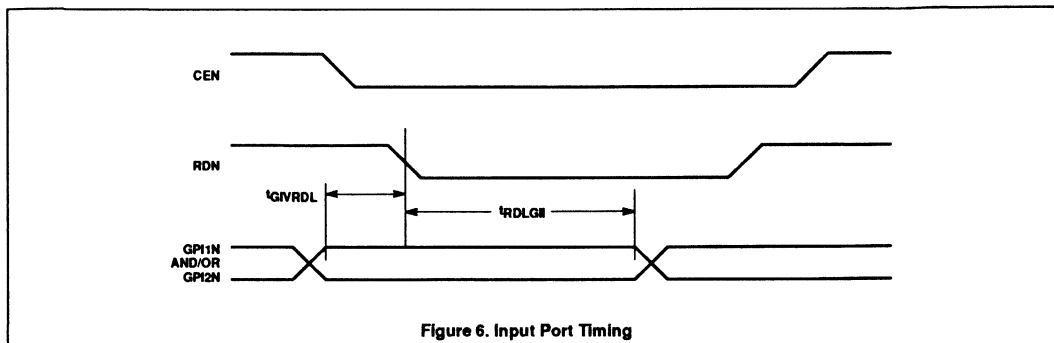 CEN
RDN
tGIVRDL
tRDLGII
GPI1N
AND/OR
GPI2N
Figure 6. Input Port Timing